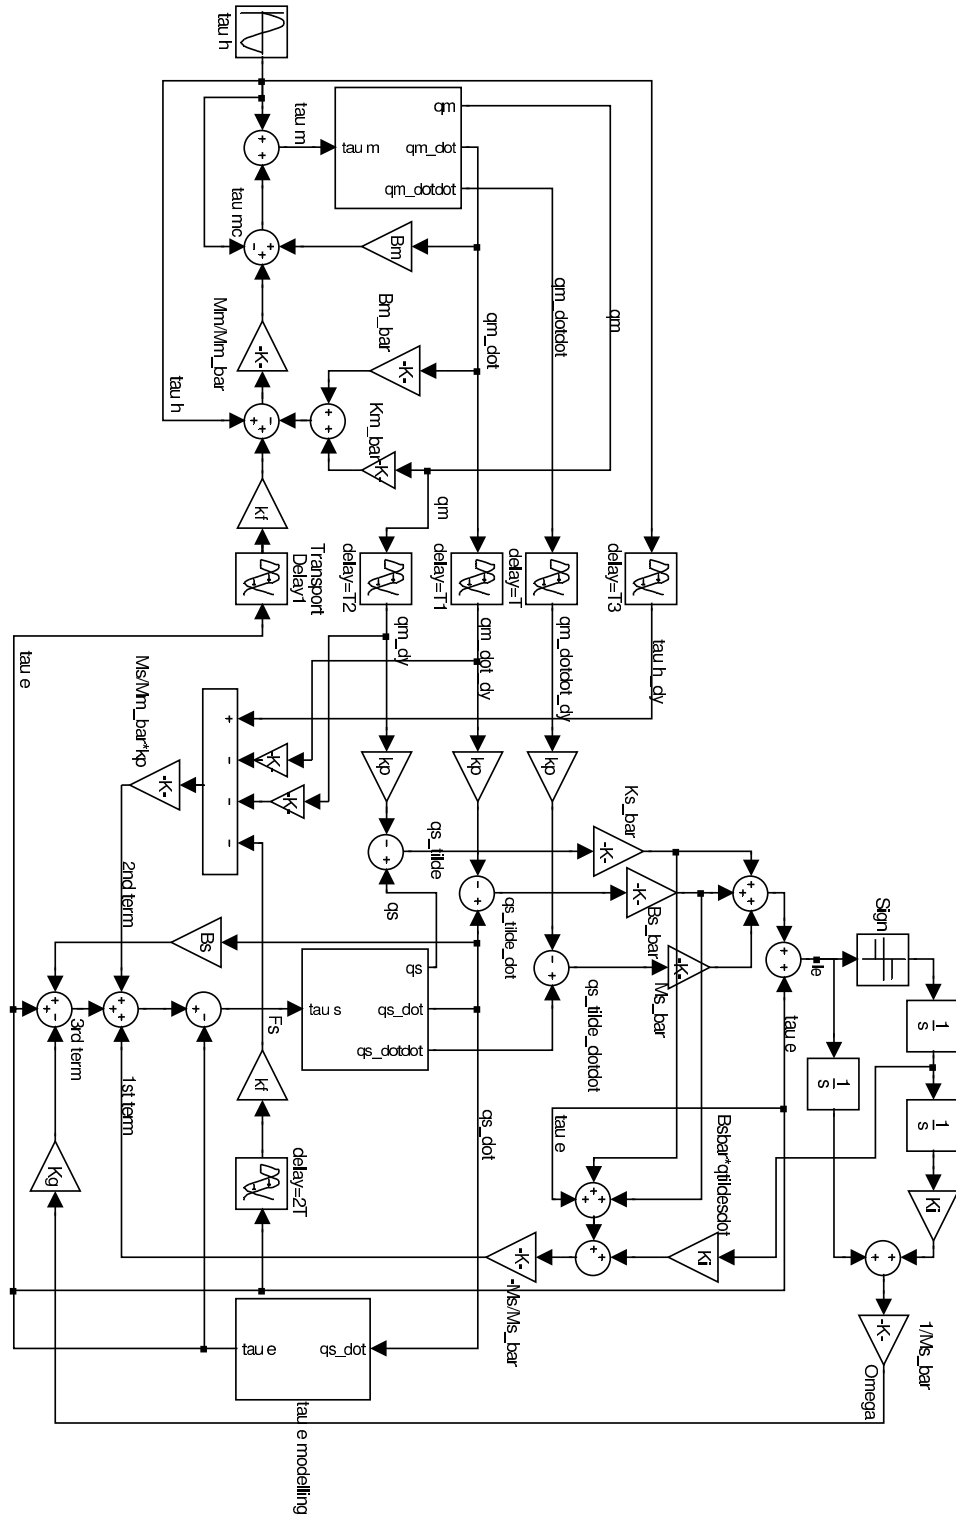 tau h
tau m
tau m
qm
qm_dot
qm_dotdot
+
+
tau mc
-
+
+
Bm
Mm/Mm_bar
-K-
Bm_bar
-K-
qm_dot
qm_dotdot
qm
tau h
+
+
-
+
+
Km_bar
-K-
qm
kf
Transport
Delay1
delay=T2
delay=T1
delay=T
delay=T3
tau e
qm_dy
qm_dot_dy
qm_dotdot_dy
tau h_dy
Ms/Mm_bar*kp
-K-
+
-
-
-
-K-
-K-
kp
kp
kp
-
+
qs_tilde
qs
-
+
qs_tilde_dot
-
+
qs_tilde_dotdot
Ks_bar
-K-
-K-
Bs_bar
-K-
Ms_bar
+
+
+
+
+
tau e
Sign
1
s
1
s
1
s
Ki
+
+
1/Ms_bar
-K-
Omega
2nd term
Bs
+
+
-
3rd term
+
+
+
1st term
+
-
Fs
tau s
qs
qs_dot
qs_dotdot
kf
delay=2T
qs_dot
tau e
+
+
+
+
+
Bsbar*qtildesdot
Ki
-K-
-Ms/Ms_bar
Kg
tau e
qs_dot
tau e modelling